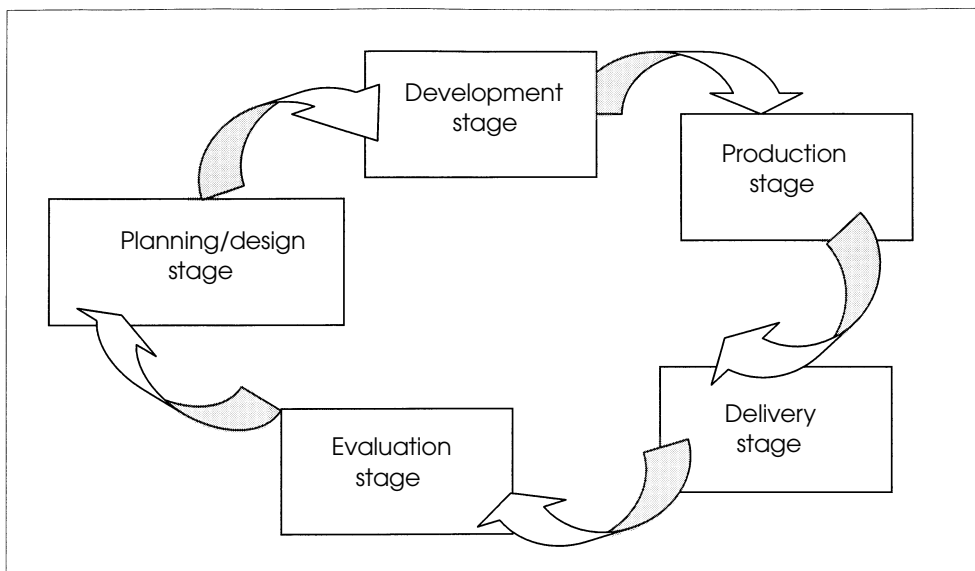 Development
stage
Production
stage
Planning/design
stage
Delivery
stage
Evaluation
stage